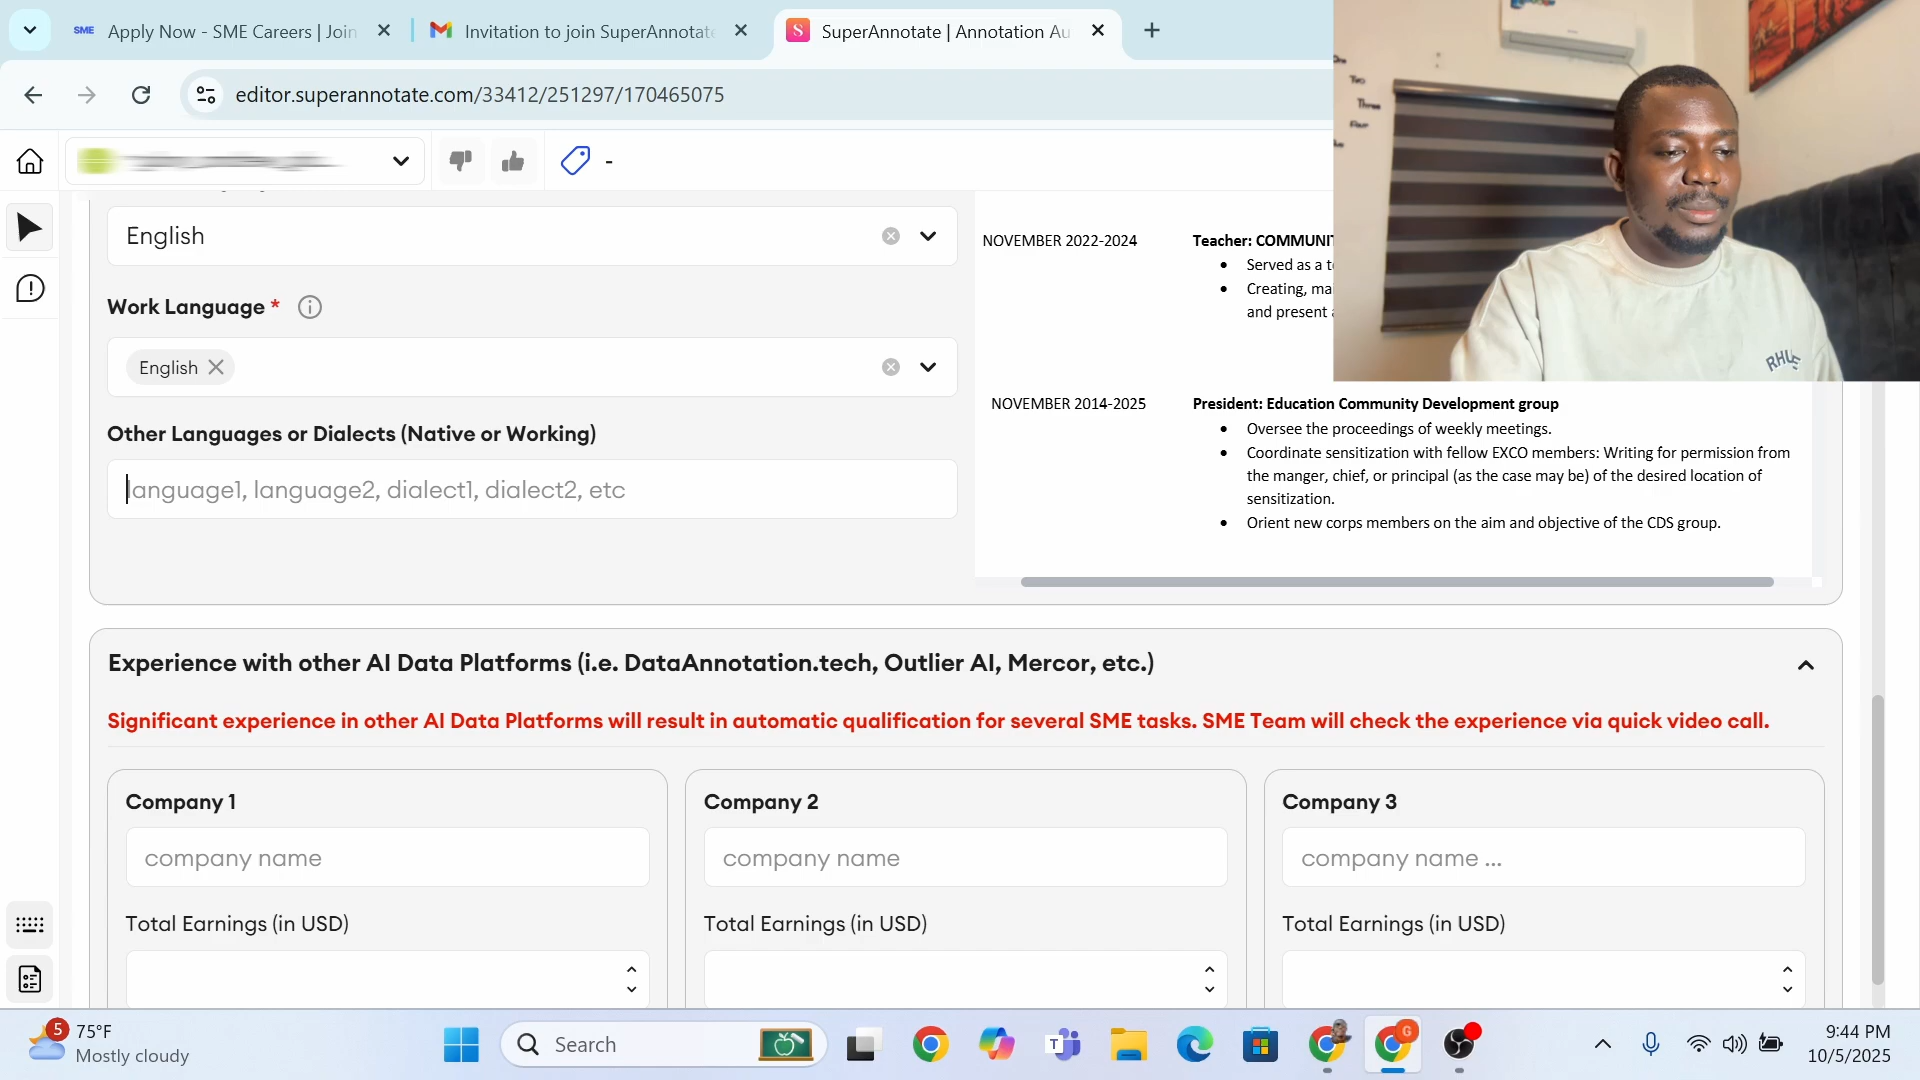 SME Apply Now - SME Careers | Join
Invitation to join SuperAnnotate
SuperAnnotate | Annotation Au
editor.superannotate.com/33412/251297/170465075
-
English
Work Language *
English
Other Languages or Dialects (Native or Working)
language1, language2, dialect1, dialect2, etc
NOVEMBER 2022-2024
Teacher: COMMUNIT
Served as a t
Creating, ma
and present a
NOVEMBER 2014-2025
President: Education Community Development group
Oversee the proceedings of weekly meetings.
Coordinate sensitization with fellow EXCO members: Writing for permission from
the manger, chief, or principal (as the case may be) of the desired location of
sensitization.
Orient new corps members on the aim and objective of the CDS group.
Two
Three
RHUE
Experience with other AI Data Platforms (i.e. DataAnnotation.tech, Outlier AI, Mercor, etc.)
Significant experience in other AI Data Platforms will result in automatic qualification for several SME tasks. SME Team will check the experience via quick video call.
Company 1
company name
Total Earnings (in USD)
Company 2
company name
Total Earnings (in USD)
Company 3
company name ...
Total Earnings (in USD)
5
75°F
Mostly cloudy
Search
T
G
9:44 PM
10/5/2025